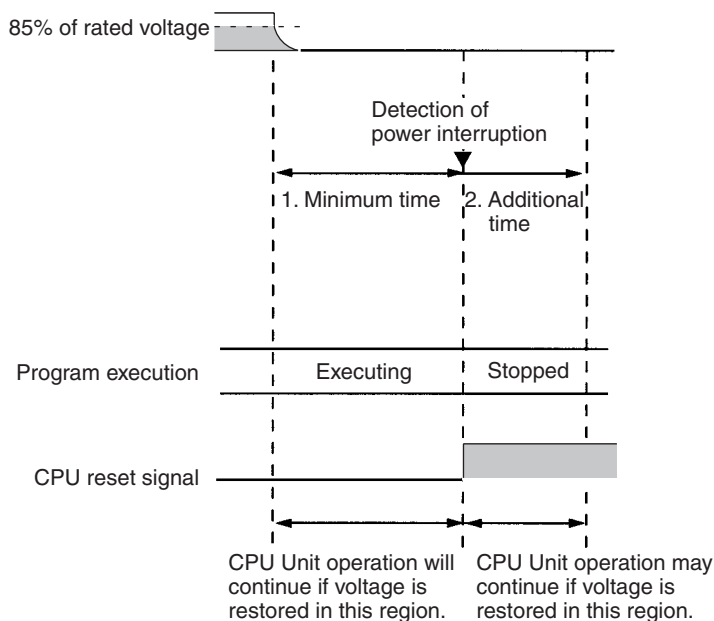 85% of rated voltage
Detection of
power interruption
1. Minimum time
2. Additional
time
Program execution
Executing
Stopped
CPU reset signal
CPU Unit operation will
continue if voltage is
restored in this region.
CPU Unit operation may
continue if voltage is
restored in this region.